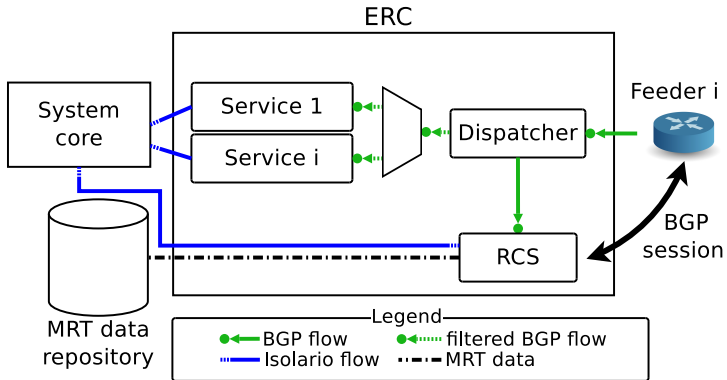 ERC
System
core
Service 1
Service i
Dispatcher
Feeder i
RCS
BGP
session
MRT data
repository
Legend
BGP flow
filtered BGP flow
Isolario flow
MRT data